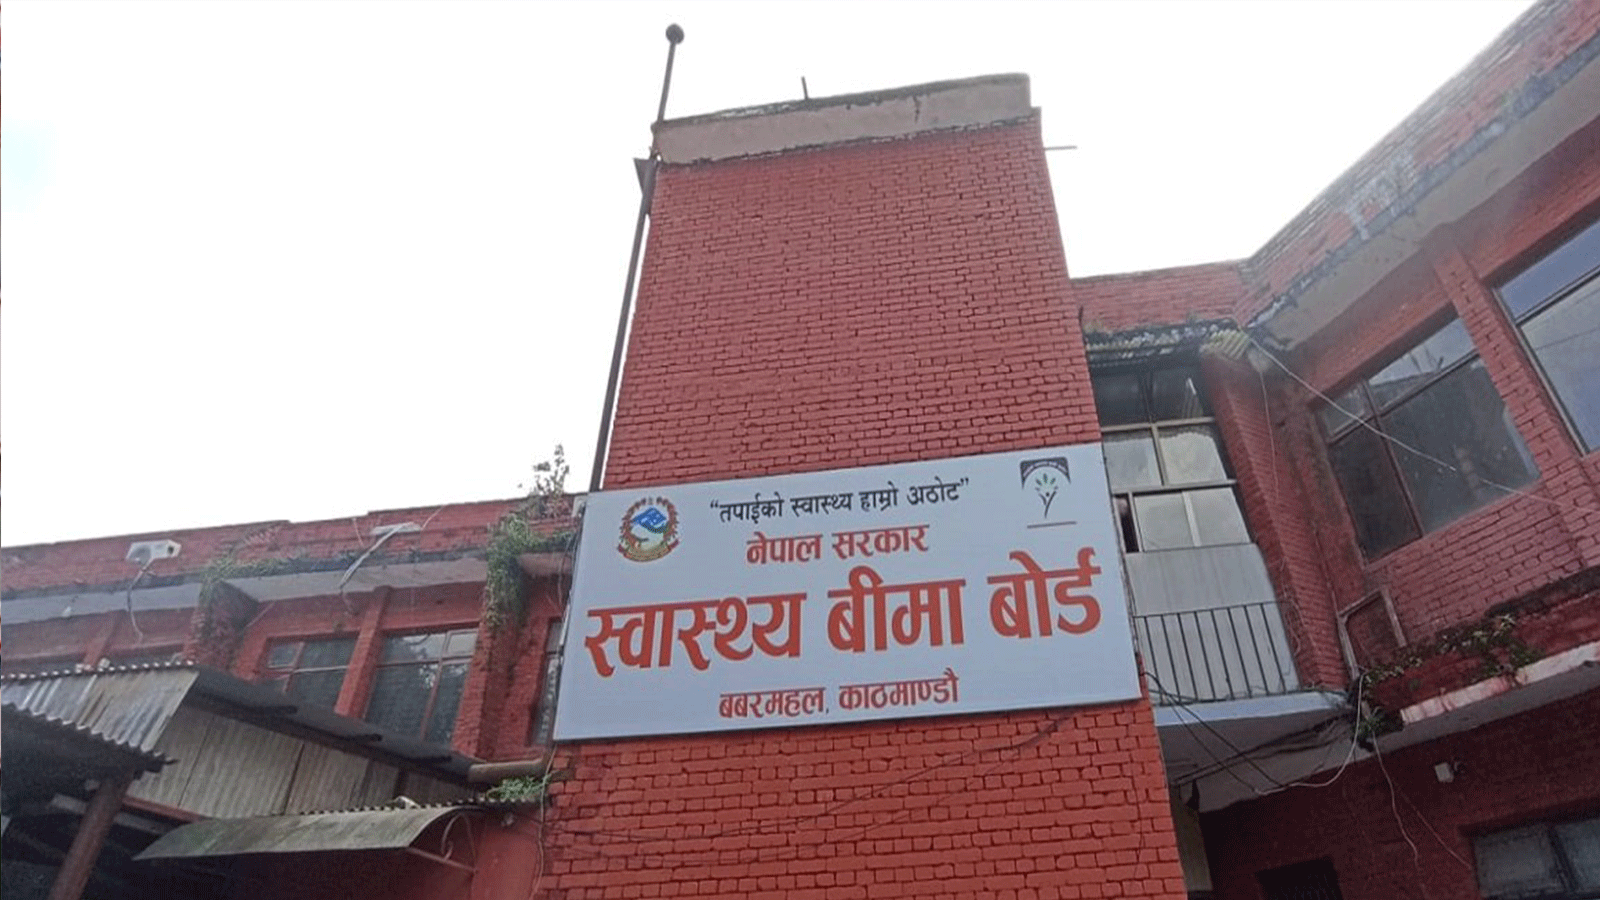 “तपाईको स्वास्थ्य हाम्रो अठोट”
नेपाल सरकार
स्वास्थ्य बीमा बोर्ड
बबरमहल, काठमाण्डौ